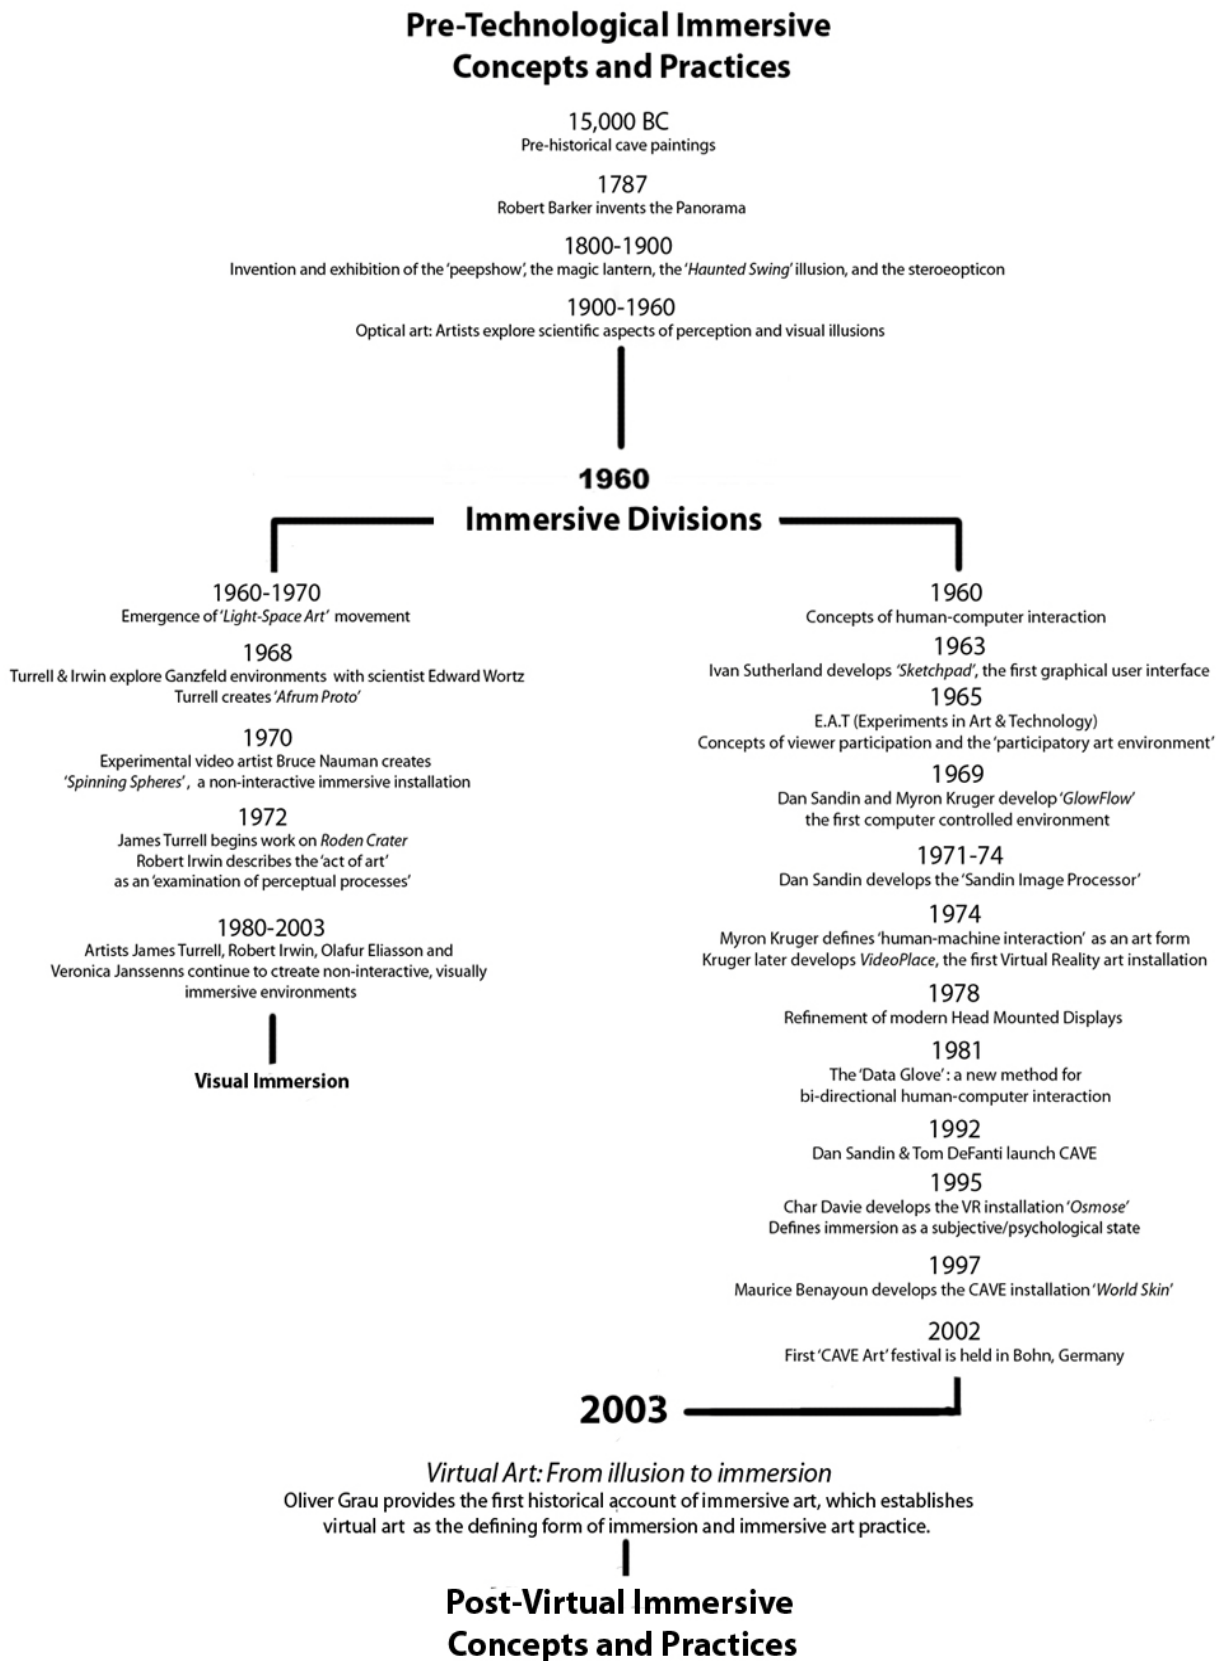 Pre-Technological Immersive
Concepts and Practices
15,000 BC
Pre-historical cave paintings
1787
Robert Barker invents the Panorama
1800-1900
Invention and exhibition of the 'peepshow', the magic lantern, the 'Haunted Swing' illusion, and the steroeopticon
1900-1960
Optical art: Artists explore scientific aspects of perception and visual illusions
1960
Immersive Divisions
1960-1970
Emergence of 'Light-Space Art' movement
1968
Turrell & Irwin explore Ganzfeld environments with scientist Edward Wortz
Turrell creates 'Afrum Proto'
1970
Experimental video artist Bruce Nauman creates
'Spinning Spheres', a non-interactive immersive installation
1972
James Turrell begins work on Roden Crater
Robert Irwin describes the 'act of art'
as an 'examination of perceptual processes'
1980-2003
Artists James Turrell, Robert Irwin, Olafur Eliasson and
Veronica Janssenns continue to ctreate non-interactive, visually
immersive environments
Visual Immersion
1960
Concepts of human-computer interaction
1963
Ivan Sutherland develops 'Sketchpad', the first graphical user interface
1965
E.A.T (Experiments in Art & Technology)
Concepts of viewer participation and the 'participatory art environment'
1969
Dan Sandin and Myron Kruger develop 'GlowFlow'
the first computer controlled environment
1971-74
Dan Sandin develops the 'Sandin Image Processor'
1974
Myron Kruger defines 'human-machine interaction' as an art form
Kruger later develops VideoPlace, the first Virtual Reality art installation
1978
Refinement of modern Head Mounted Displays
1981
The 'Data Glove' : a new method for
bi-directional human-computer interaction
1992
Dan Sandin & Tom DeFanti launch CAVE
1995
Char Davie develops the VR installation 'Osmose'
Defines immersion as a subjective/psychological state
1997
Maurice Benayoun develops the CAVE installation 'World Skin'
2002
First 'CAVE Art' festival is held in Bohn, Germany
2003
Virtual Art: From illusion to immersion
Oliver Grau provides the first historical account of immersive art, which establishes
virtual art as the defining form of immersion and immersive art practice.
Post-Virtual Immersive
Concepts and Practices